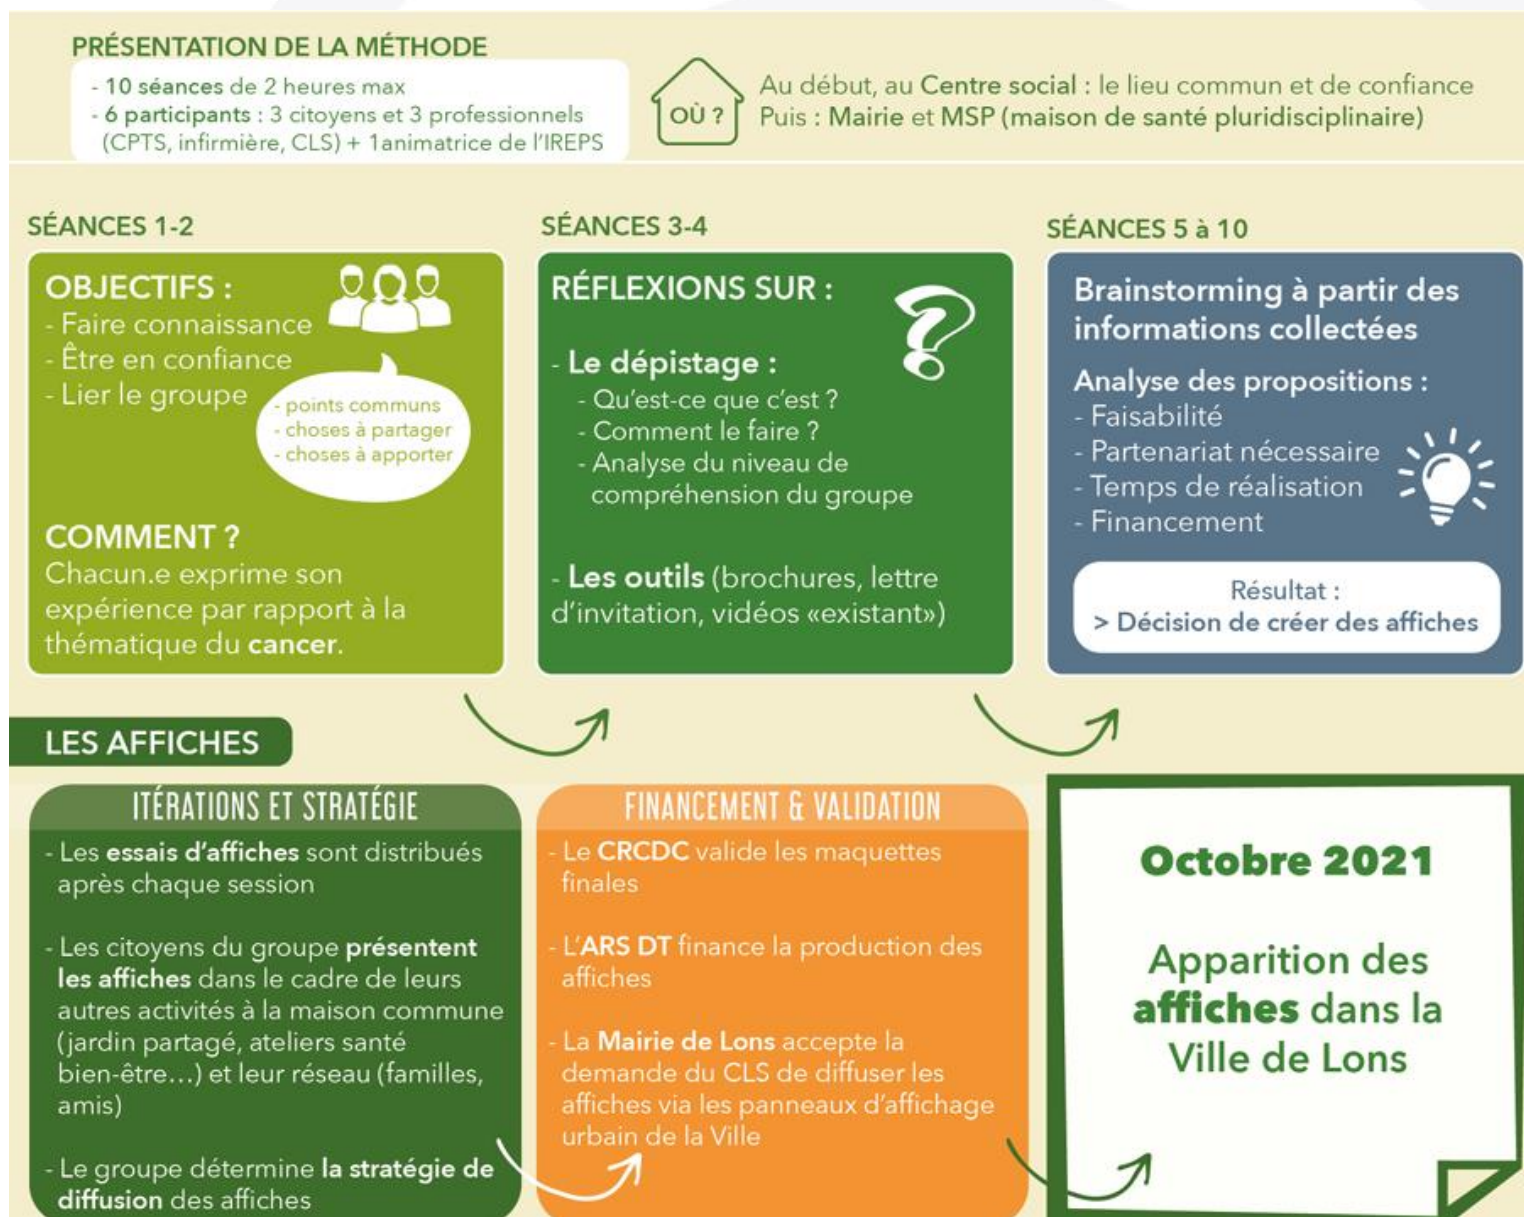 PRÉSENTATION DE LA MÉTHODE
- 10 séances de 2 heures max
- 6 participants : 3 citoyens et 3 professionnels
(CPTS, infirmière, CLS) + 1animatrice de l'IREPS
OÙ ?
Au début, au Centre social : le lieu commun et de confiance
Puis : Mairie et MSP (maison de santé pluridisciplinaire)
SÉANCES 1-2
OBJECTIFS :
- Faire connaissance
- Être en confiance
- Lier le groupe
- points communs
- choses à partager
- choses à apporter
COMMENT ?
Chacun.e exprime son
expérience par rapport à la
thématique du cancer.
SÉANCES 3-4
RÉFLEXIONS SUR :
?
- Le dépistage :
- Qu'est-ce que c'est ?
- Comment le faire ?
- Analyse du niveau de
compréhension du groupe
- Les outils (brochures, lettre
d'invitation, vidéos «existant»)
SÉANCES 5 à 10
Brainstorming à partir des
informations collectées
Analyse des propositions :
- Faisabilité
- Partenariat nécessaire
- Temps de réalisation
- Financement
Résultat :
> Décision de créer des affiches
LES AFFICHES
ITÉRATIONS ET STRATÉGIE
- Les essais d'affiches sont distribués
après chaque session
- Les citoyens du groupe présentent
les affiches dans le cadre de leurs
autres activités à la maison commune
(jardin partagé, ateliers santé
bien-être...) et leur réseau (familles,
amis)
- Le groupe détermine la stratégie de
diffusion des affiches
FINANCEMENT & VALIDATION
- Le CRCDC valide les maquettes
finales
- L'ARS DT finance la production des
affiches
- La Mairie de Lons accepte la
demande du CLS de diffuser les
affiches via les panneaux d'affichage
urbain de la Ville
Octobre 2021
Apparition des
affiches dans la
Ville de Lons